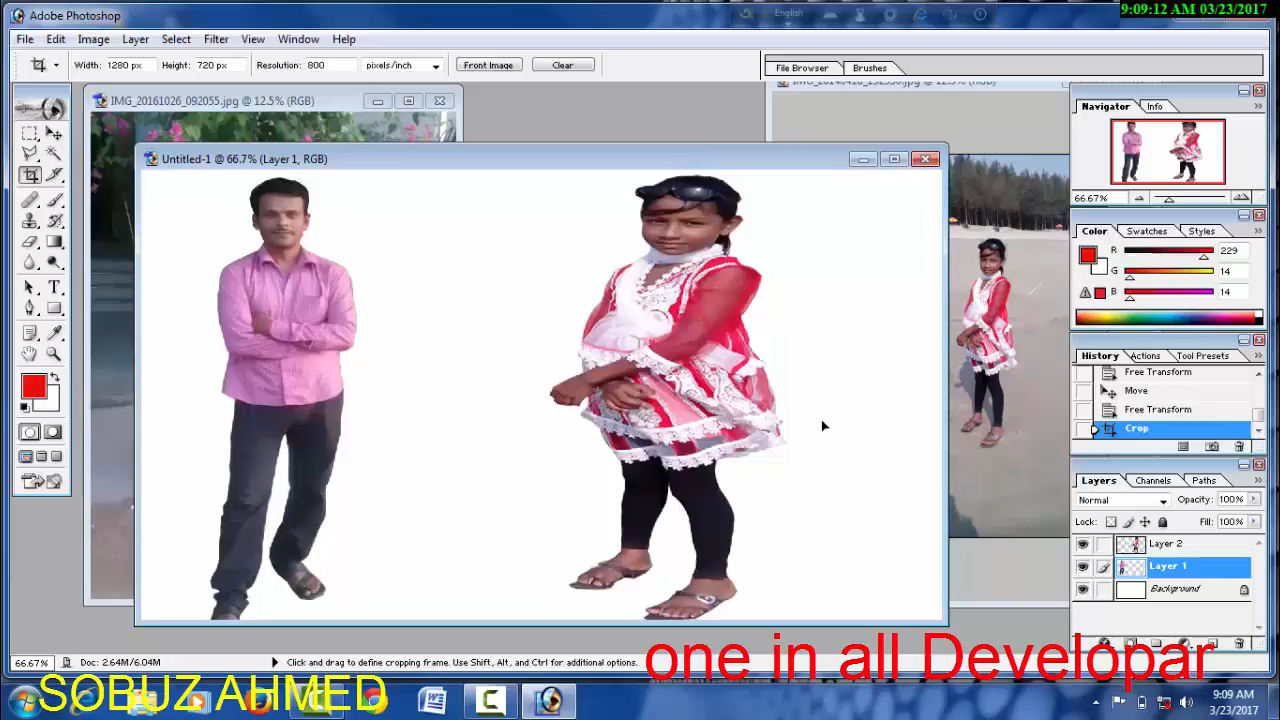 9:09:12 AM 03/23/2017
Adobe Photoshop
English
File Edit Image Layer Select Filter View Window Help
Width: 1280 px Height: 720 px Resolution: 800 pixels/inch Front Image Clear
File Browser Brushes
IMG_20161026_092055.jpg @ 12.5% (RGB)
Untitled-1 @ 66.7% (Layer 1, RGB)
Navigator Info
66.67%
Color Swatches Styles
R 229
G 14
B 14
History Actions Tool Presets
Free Transform
Move
Free Transform
Crop
Layers Channels Paths
Normal Opacity: 100%
Lock: Fill: 100%
Layer 2
Layer 1
Background
66.67% Doc: 2.64M/6.04M Click and drag to define cropping frame. Use Shift, Alt, and Ctrl for additional options.
one in all Developar
SOBUZ AHMED
9:09 AM
3/23/2017